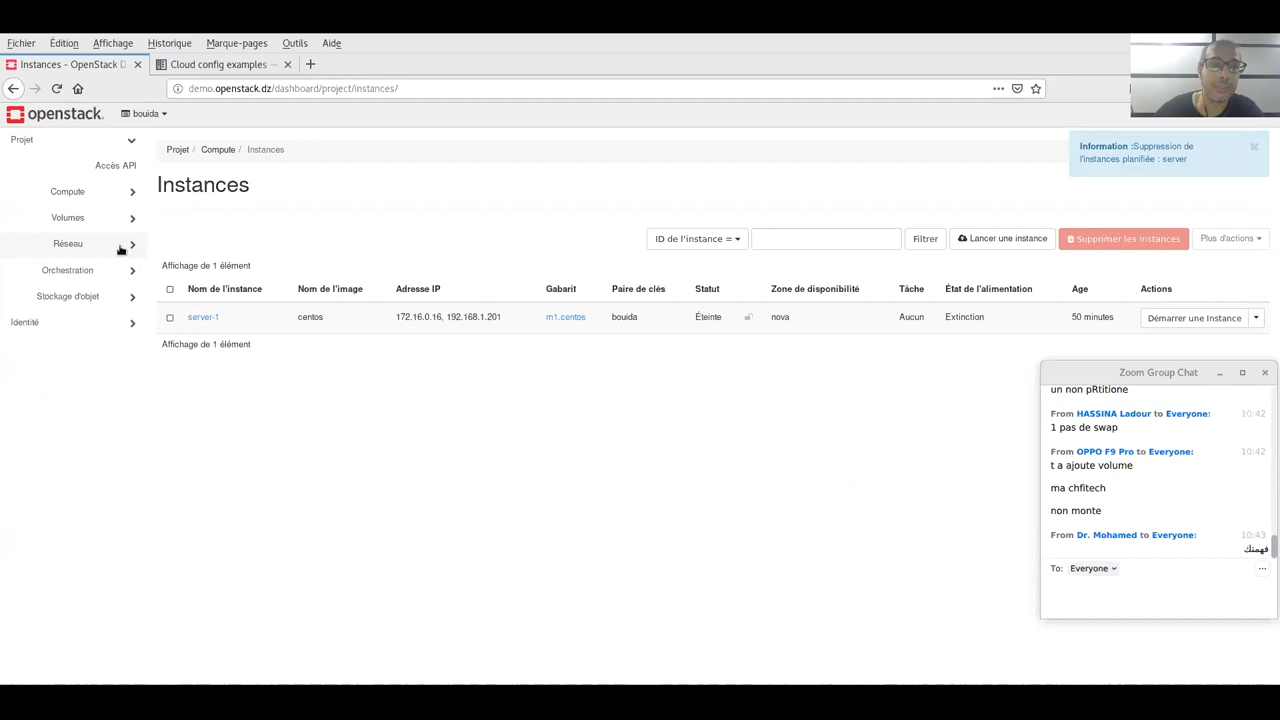 Fichier Édition Affichage Historique Marque-pages Outils Aide
Instances - OpenStack D × Cloud config examples × +
demo.openstack.dz/dashboard/project/instances/
openstack. bouida
Projet
Accès API
Compute
Volumes
Réseau
Orchestration
Stockage d'objet
Identité
Projet / Compute / Instances
Information :Suppression de
l'instances planifiée : server
Instances
ID de l'instance = Filtrer Lancer une instance Supprimer les instances Plus d'actions
Affichage de 1 élément
Nom de l'instance Nom de l'image Adresse IP Gabarit Paire de clés Statut Zone de disponibilité Tâche État de l'alimentation Age Actions
server-1 centos 172.16.0.16, 192.168.1.201 m1.centos bouida Éteinte nova Aucun Extinction 50 minutes Démarrer une Instance
Affichage de 1 élément
Zoom Group Chat
un non pRtitione
From HASSINA Ladour to Everyone: 10:42
1 pas de swap
From OPPO F9 Pro to Everyone: 10:42
t a ajoute volume
ma chfitech
non monte
From Dr. Mohamed to Everyone: 10:43
فهمتك
To: Everyone